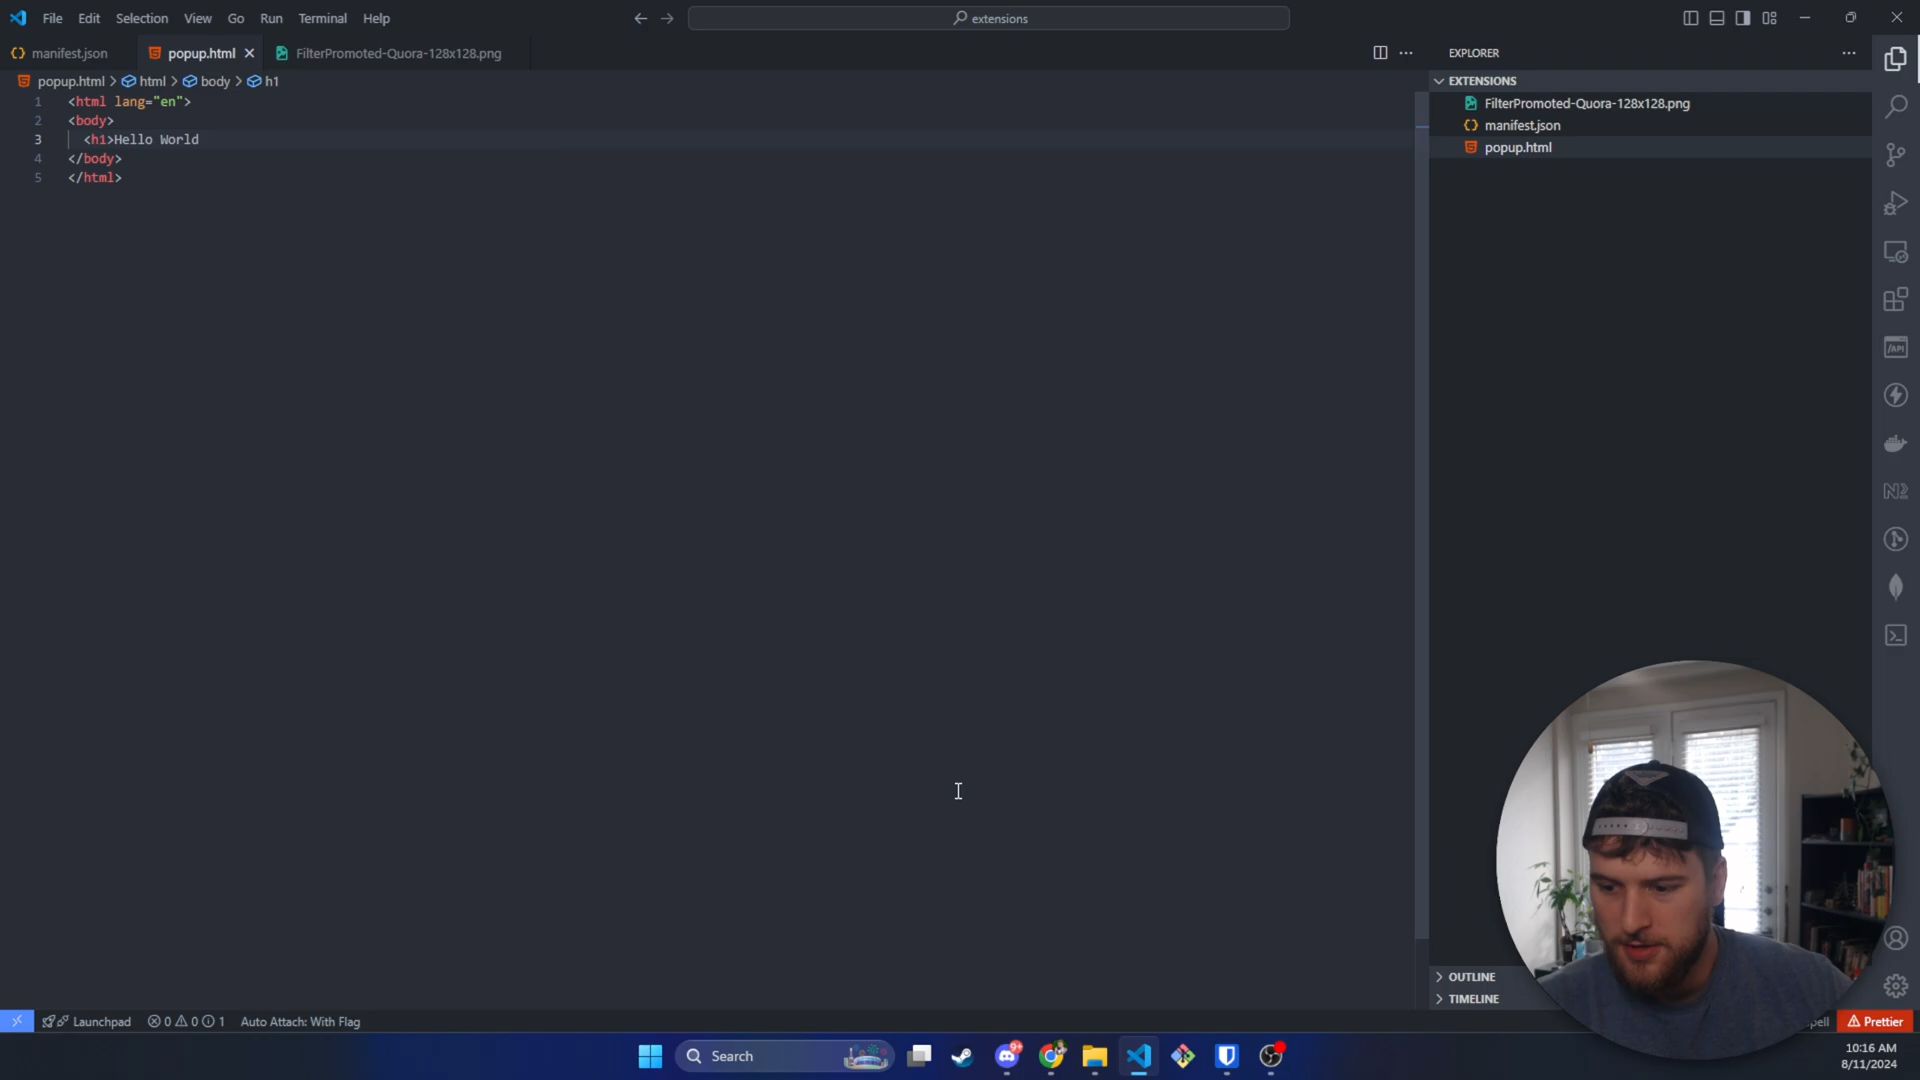 File Edit Selection View Go Run Terminal Help
extensions
manifest.json
popup.html
FilterPromoted-Quora-128x128.png
EXPLORER
popup.html > html > body > h1
EXTENSIONS
1 <html lang="en">
2 <body>
3 <h1>Hello World
4 </body>
5 </html>
FilterPromoted-Quora-128x128.png
manifest.json
popup.html
/API
OUTLINE
TIMELINE
Launchpad 0 0 1 Auto Attach: With Flag
pell Prettier
Search
9+
10:16 AM
8/11/2024